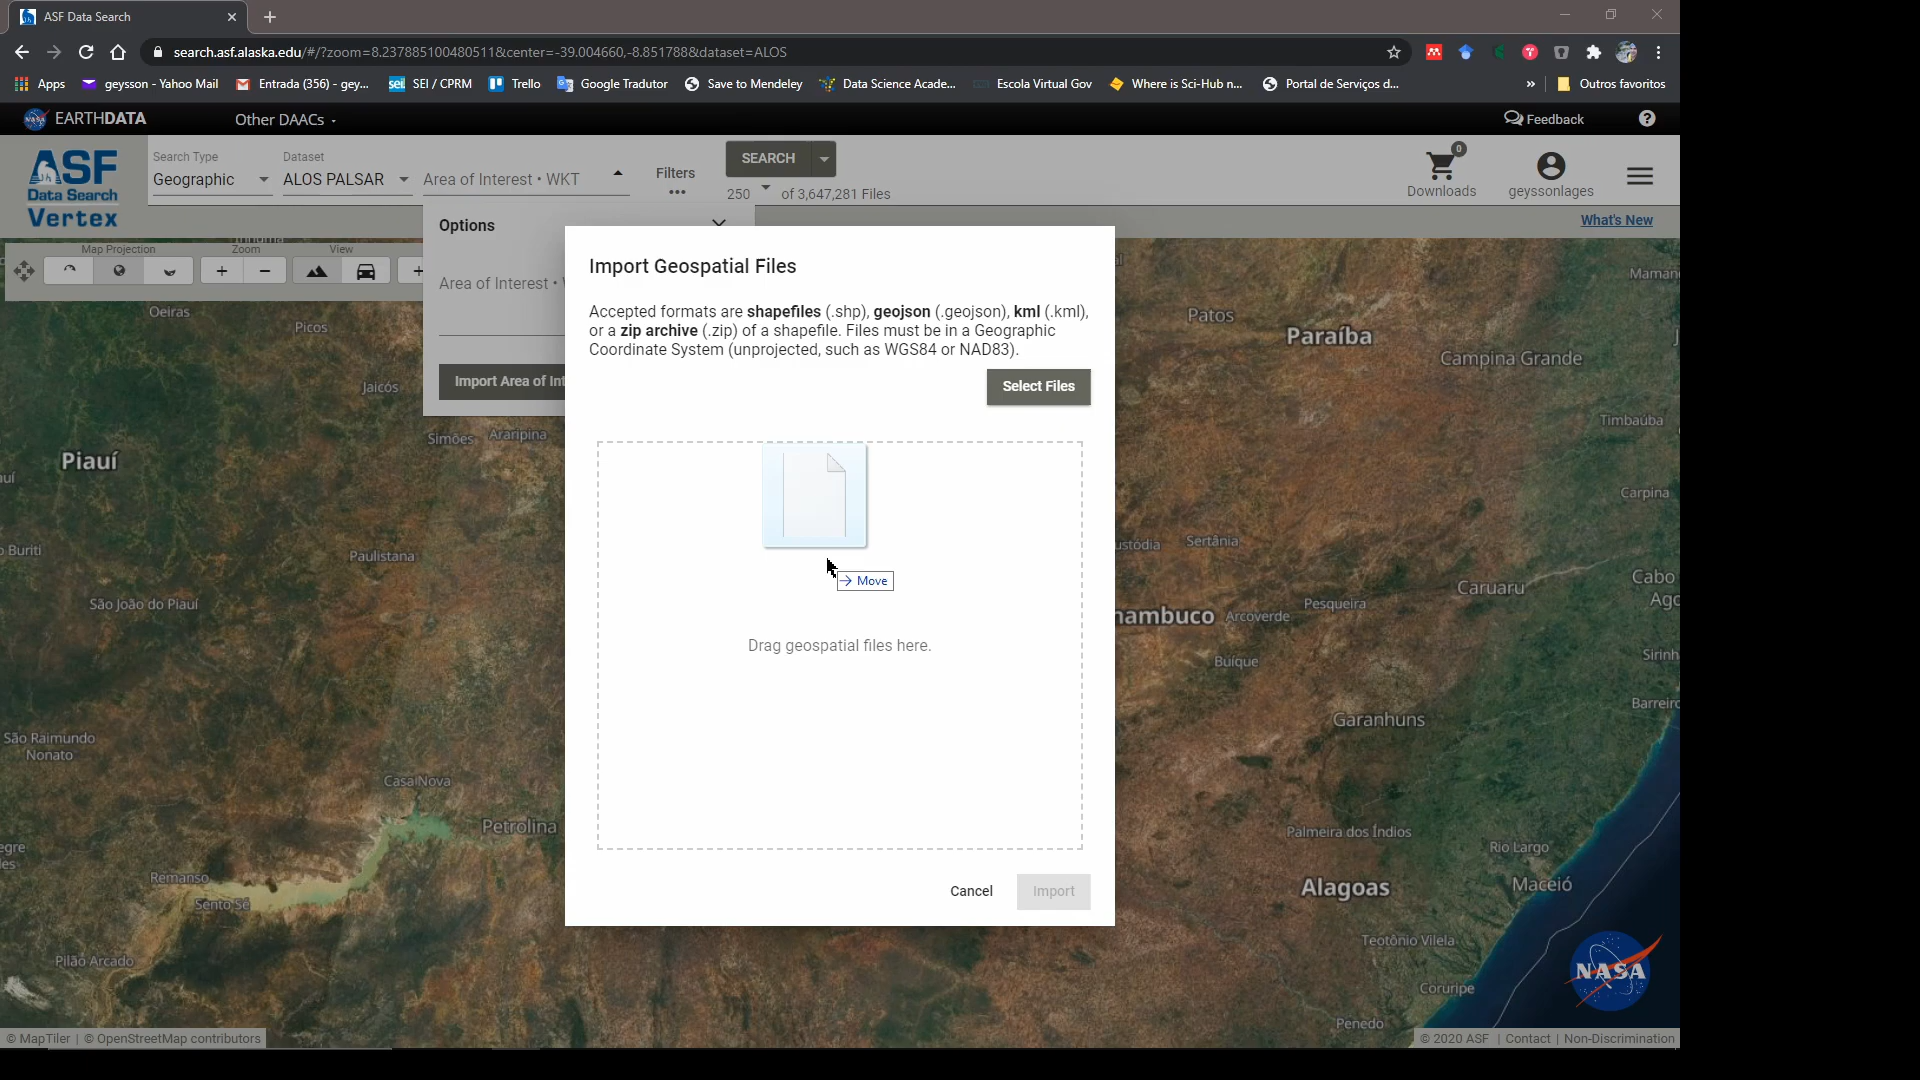 ASF Data Search
search.asf.alaska.edu/#/?zoom=8.237885100480511&center=-39.004660,-8.851788&dataset=ALOS
Apps
geysson - Yahoo Mail
Entrada (356) - gey...
sei
SEI / CPRM
Trello
Google Tradutor
Save to Mendeley
Data Science Acade...
Escola Virtual Gov
Where is Sci-Hub n...
Portal de Serviços d...
»
Outros favoritos
EARTHDATA
Other DAACs
Feedback
?
ASF
Data Search
Vertex
Search Type
Geographic
Dataset
ALOS PALSAR
Area of Interest • WKT
Filters
SEARCH
250
of 3,647,281 Files
0
Downloads
geyssonlages
What's New
Map Projection
Zoom
View
Options
Area of Interest •
Import Area of Int
Import Geospatial Files
Accepted formats are shapefiles (.shp), geojson (.geojson), kml (.kml),
or a zip archive (.zip) of a shapefile. Files must be in a Geographic
Coordinate System (unprojected, such as WGS84 or NAD83).
Select Files
Move
Drag geospatial files here.
Cancel
Import
Oeiras
Picos
Jaicós
Simões
Araripina
Piauí
o Buriti
Paulistana
São João do Piauí
São Raimundo
Nonato
Casa Nova
Petrolina
egre
les
Remanso
Sento Sé
Pilão Arcado
Maman
Patos
Paraíba
Campina Grande
Timbaúba
Carpina
ustódia
Sertânia
Caruaru
Cabo
Ago
Pesqueira
nambuco
Arcoverde
Buíque
Sirinh
Barreiro
Garanhuns
Palmeira dos Índios
Rio Largo
Alagoas
Maceió
Teotônio Vilela
NASA
Coruripe
Penedo
© MapTiler | © OpenStreetMap contributors
© 2020 ASF | Contact | Non-Discrimination